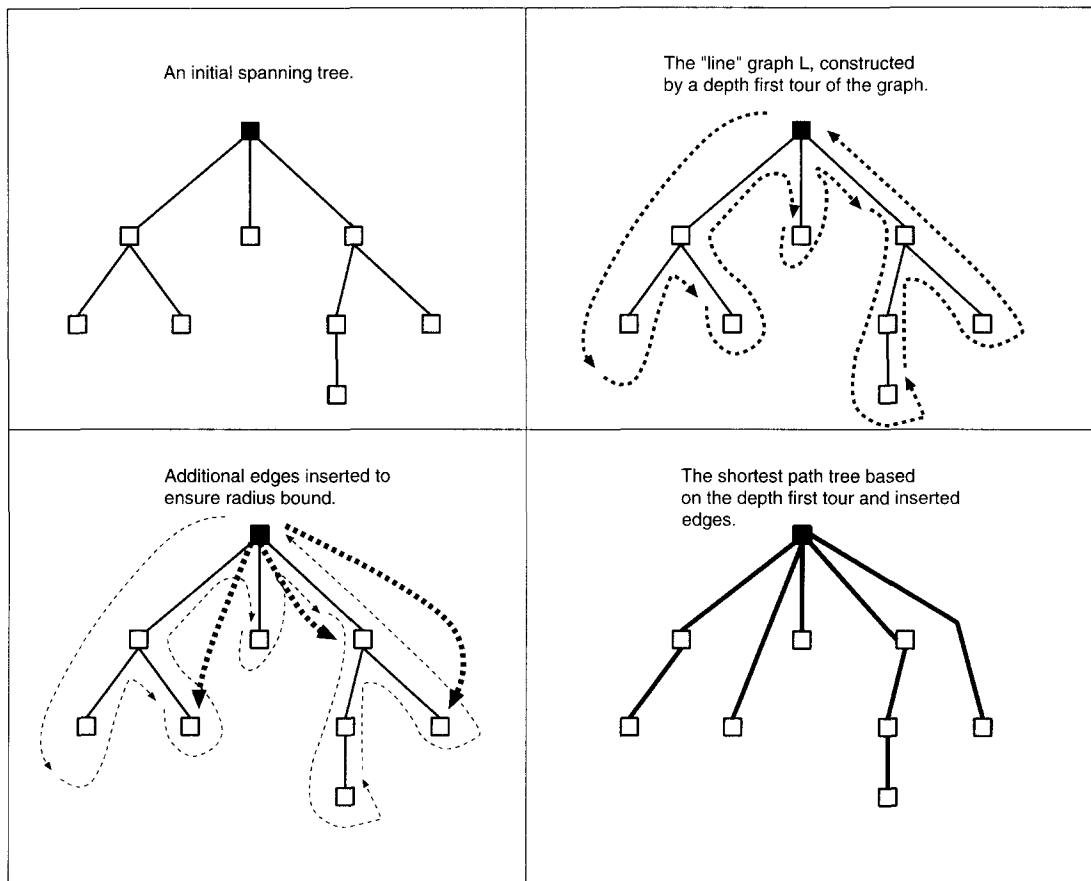 An initial spanning tree.
The "line" graph L, constructed
by a depth first tour of the graph.
Additional edges inserted to
ensure radius bound.
The shortest path tree based
on the depth first tour and inserted
edges.